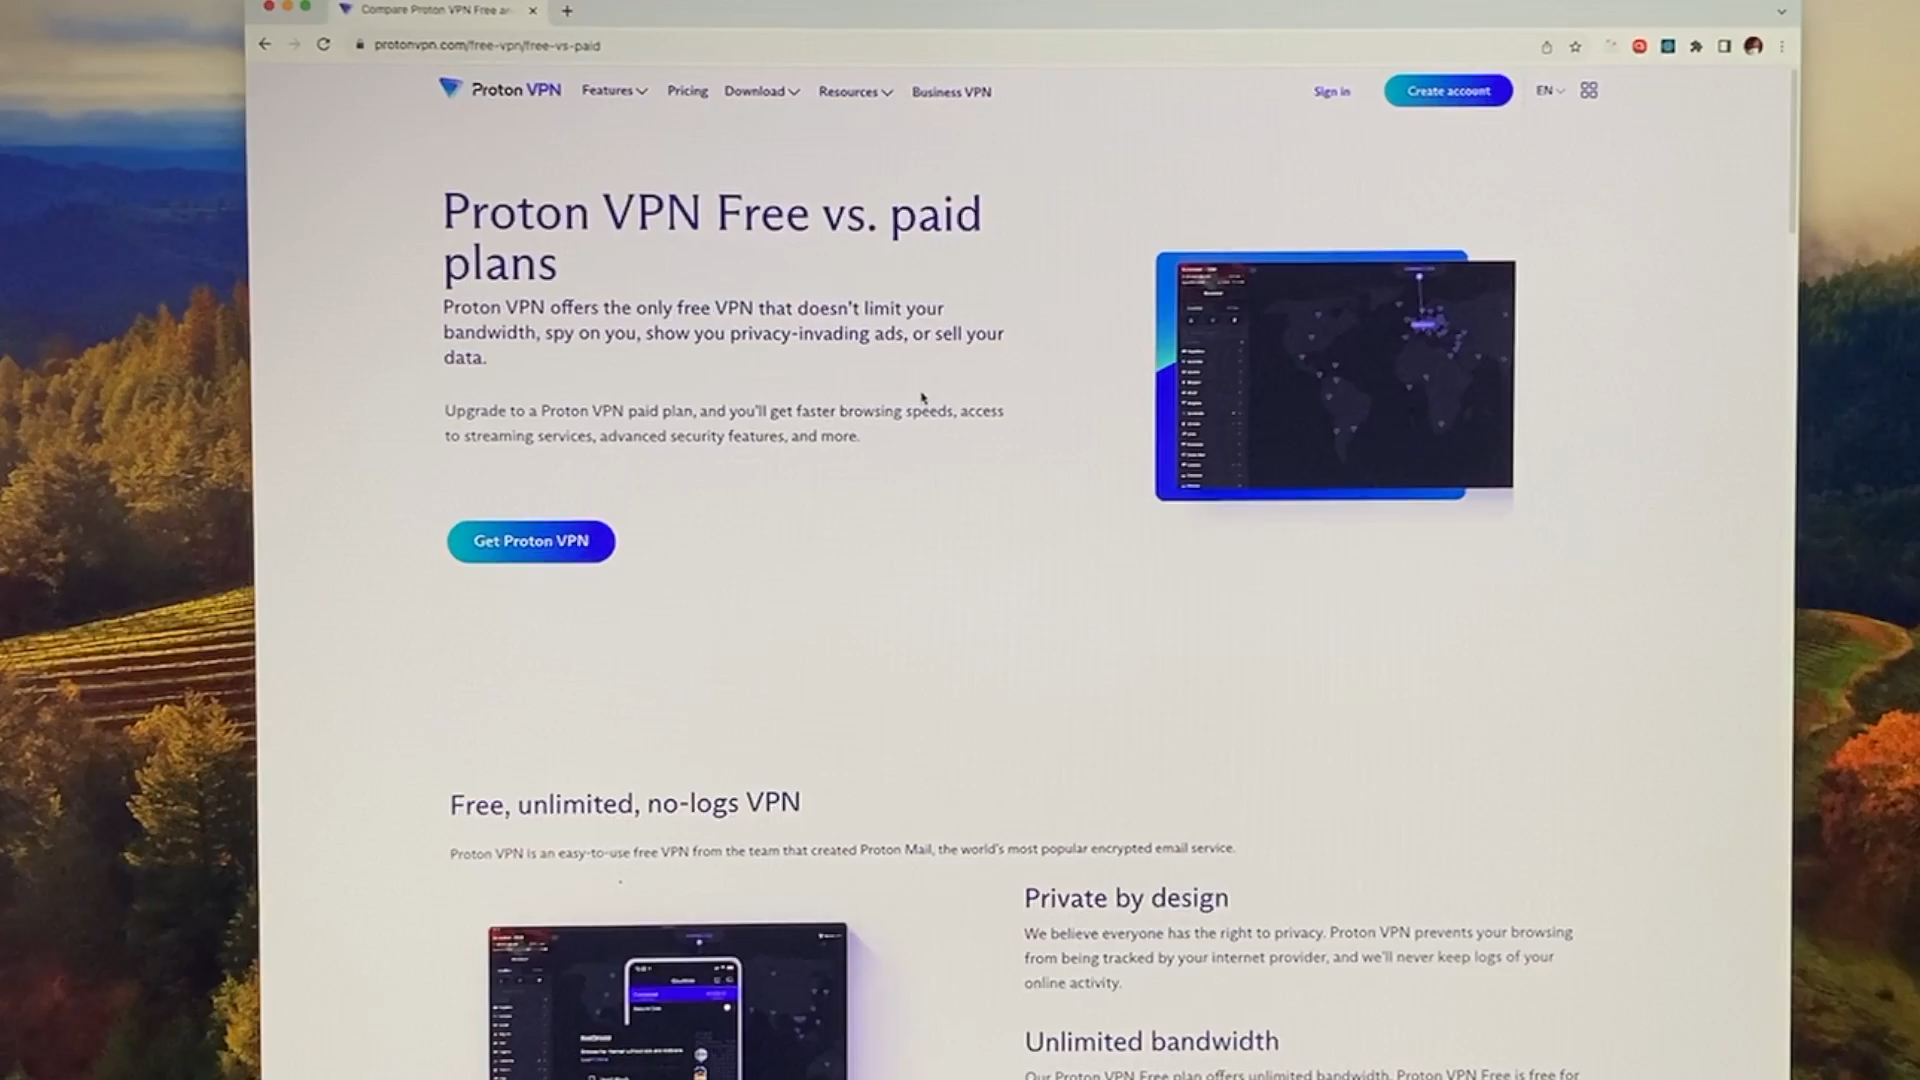 Compare Proton VPN Free an
protonvpn.com/free-vpn/free-vs-paid
Proton VPN Features Pricing Download Resources Business VPN Sign in Create account EN
Proton VPN Free vs. paid
plans
Proton VPN offers the only free VPN that doesn't limit your
bandwidth, spy on you, show you privacy-invading ads, or sell your
data.
Upgrade to a Proton VPN paid plan, and you'll get faster browsing speeds, access
to streaming services, advanced security features, and more.
Get Proton VPN
Free, unlimited, no-logs VPN
Proton VPN is an easy-to-use free VPN from the team that created Proton Mail, the world's most popular encrypted email service.
Private by design
We believe everyone has the right to privacy. Proton VPN prevents your browsing
from being tracked by your internet provider, and we'll never keep logs of your
online activity.
Unlimited bandwidth
Our Proton VPN Free plan offers unlimited bandwidth. Proton VPN Free is free for